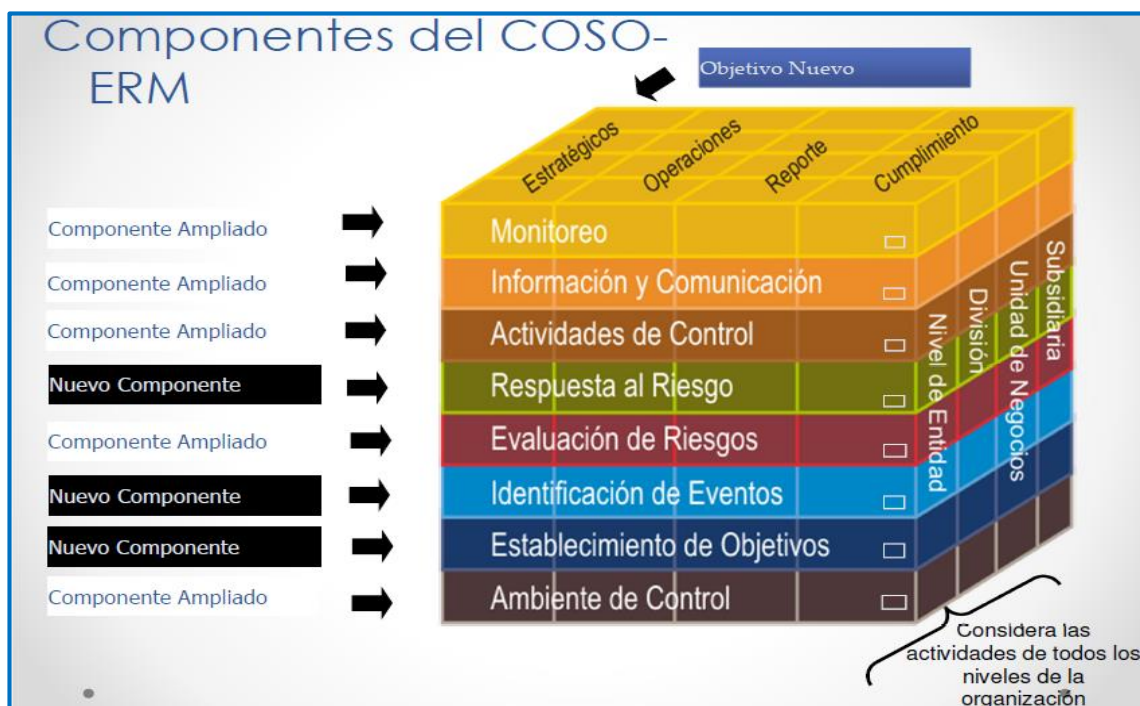 Componentes del COSO-
ERM
Objetivo Nuevo
Estratégicos
Operaciones
Reporte
Cumplimiento
Componente Ampliado
Monitoreo
Componente Ampliado
Información y Comunicación
Componente Ampliado
Actividades de Control
Nuevo Componente
Respuesta al Riesgo
Componente Ampliado
Evaluación de Riesgos
Nuevo Componente
Identificación de Eventos
Nuevo Componente
Establecimiento de Objetivos
Componente Ampliado
Ambiente de Control
Nivel de Entidad
División
Unidad de Negocios
Subsidiaria
Considera las
actividades de todos los
niveles de la
organización